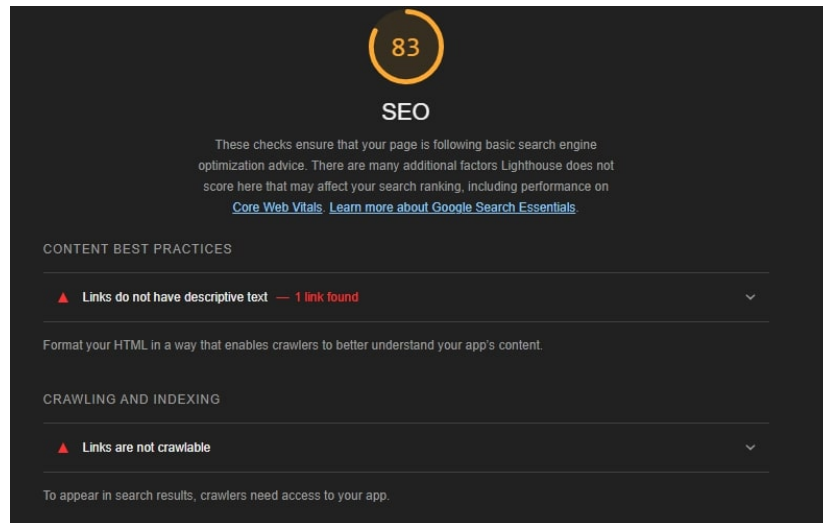 83
SEO
These checks ensure that your page is following basic search engine
optimization advice. There are many additional factors Lighthouse does not
score here that may affect your search ranking, including performance on
Core Web Vitals. Learn more about Google Search Essentials.
CONTENT BEST PRACTICES
Links do not have descriptive text — 1 link found
Format your HTML in a way that enables crawlers to better understand your app's content.
CRAWLING AND INDEXING
Links are not crawlable
To appear in search results, crawlers need access to your app.